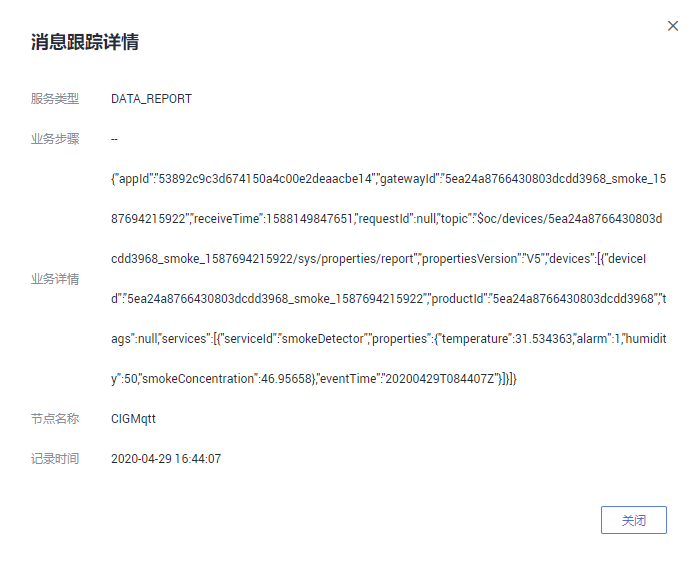 消息跟踪详情
服务类型 DATA_REPORT
业务步骤 --
业务详情 {"appId":"53892c9c3d674150a4c00e2deaacbe14","gatewayId":"5ea24a8766430803dcdd3968_smoke_15
87694215922","receiveTime":1588149847651,"requestId":null,"topic":"$oc/devices/5ea24a8766430803d
cdd3968_smoke_1587694215922/sys/properties/report","propertiesVersion":"V5","devices":[{"deviceI
d":"5ea24a8766430803dcdd3968_smoke_1587694215922","productId":"5ea24a8766430803dcdd3968","t
ags":null,"services":[{"serviceId":"smokeDetector","properties":{"temperature":31.534363,"alarm":1,"humidit
y":50,"smokeConcentration":46.95658},"eventTime":"20200429T084407Z"}]}]}
节点名称 CIGMqtt
记录时间 2020-04-29 16:44:07
关闭